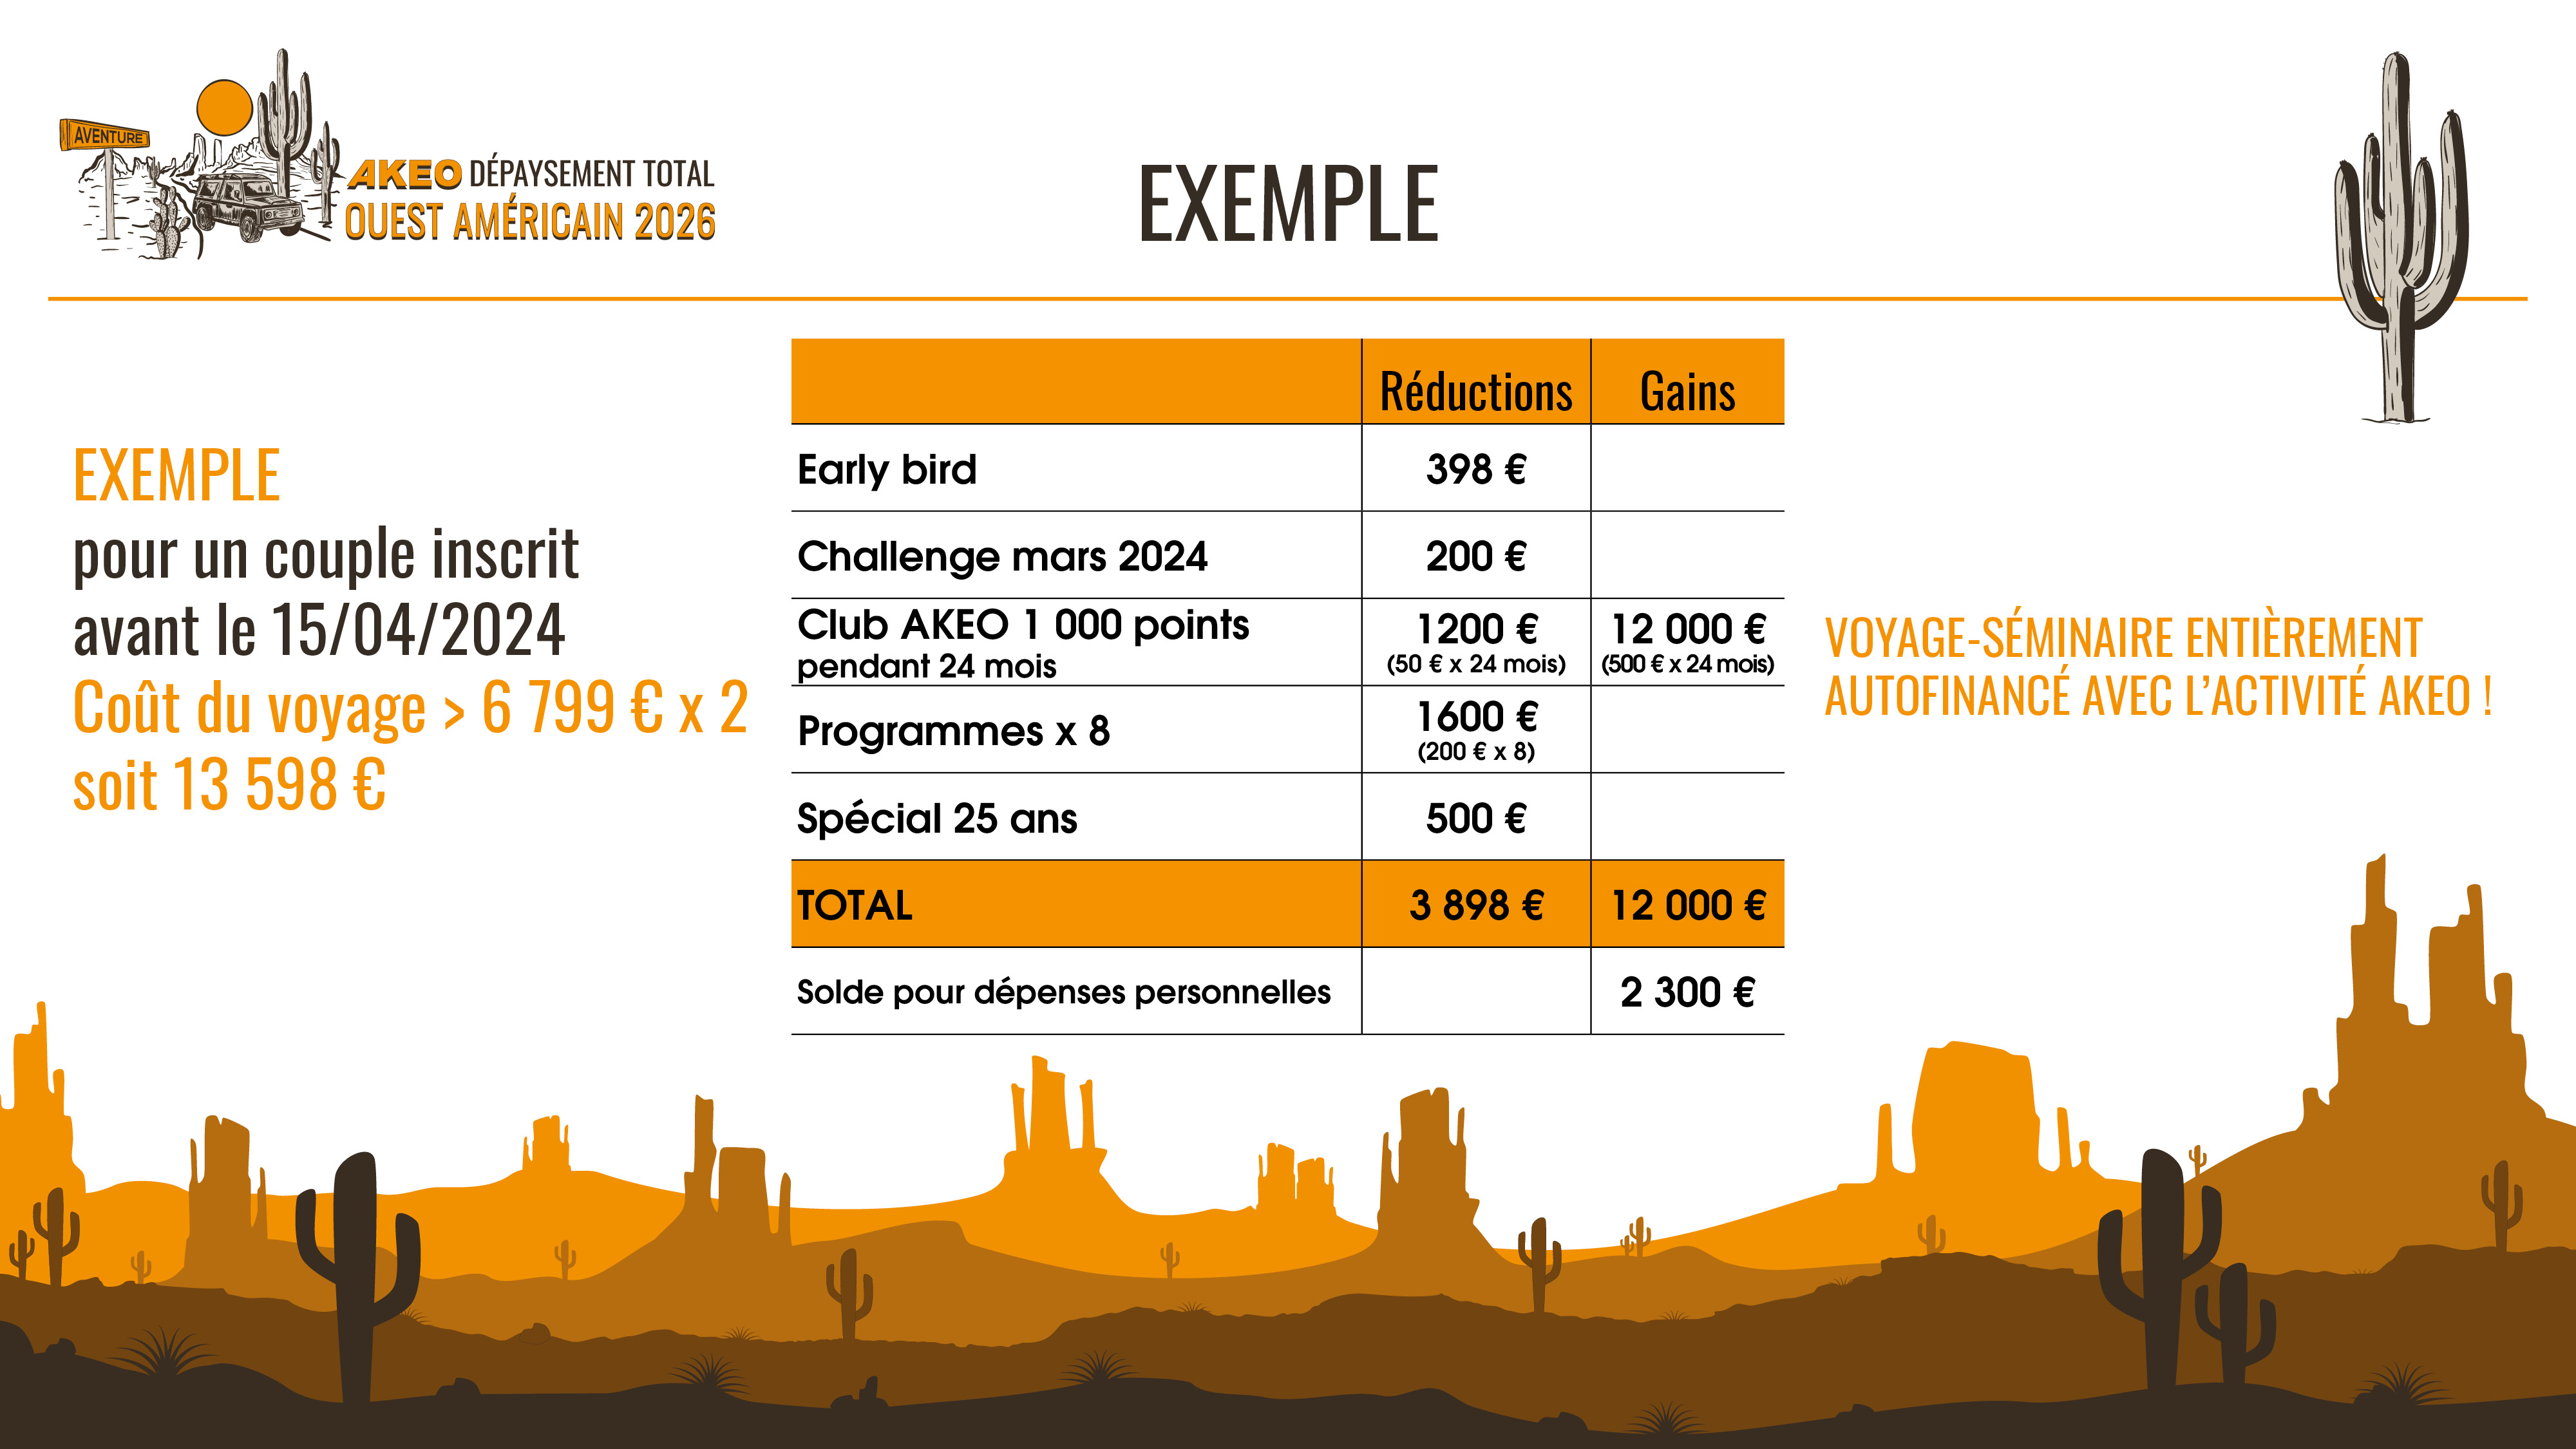 AVENTURE
AKEO DÉPAYSEMENT TOTAL
OUEST AMÉRICAIN 2026
EXEMPLE
EXEMPLE
pour un couple inscrit
avant le 15/04/2024
Coût du voyage > 6 799 € x 2
soit 13 598 €
Réductions Gains
Early bird 398 €
Challenge mars 2024 200 €
Club AKEO 1 000 points 1200 € 12 000 €
pendant 24 mois (50 € x 24 mois) (500 € x 24 mois)
Programmes x 8 1600 €
(200 € x 8)
Spécial 25 ans 500 €
TOTAL 3 898 € 12 000 €
Solde pour dépenses personnelles 2 300 €
VOYAGE-SÉMINAIRE ENTIÈREMENT
AUTOFINANCÉ AVEC L'ACTIVITÉ AKEO !